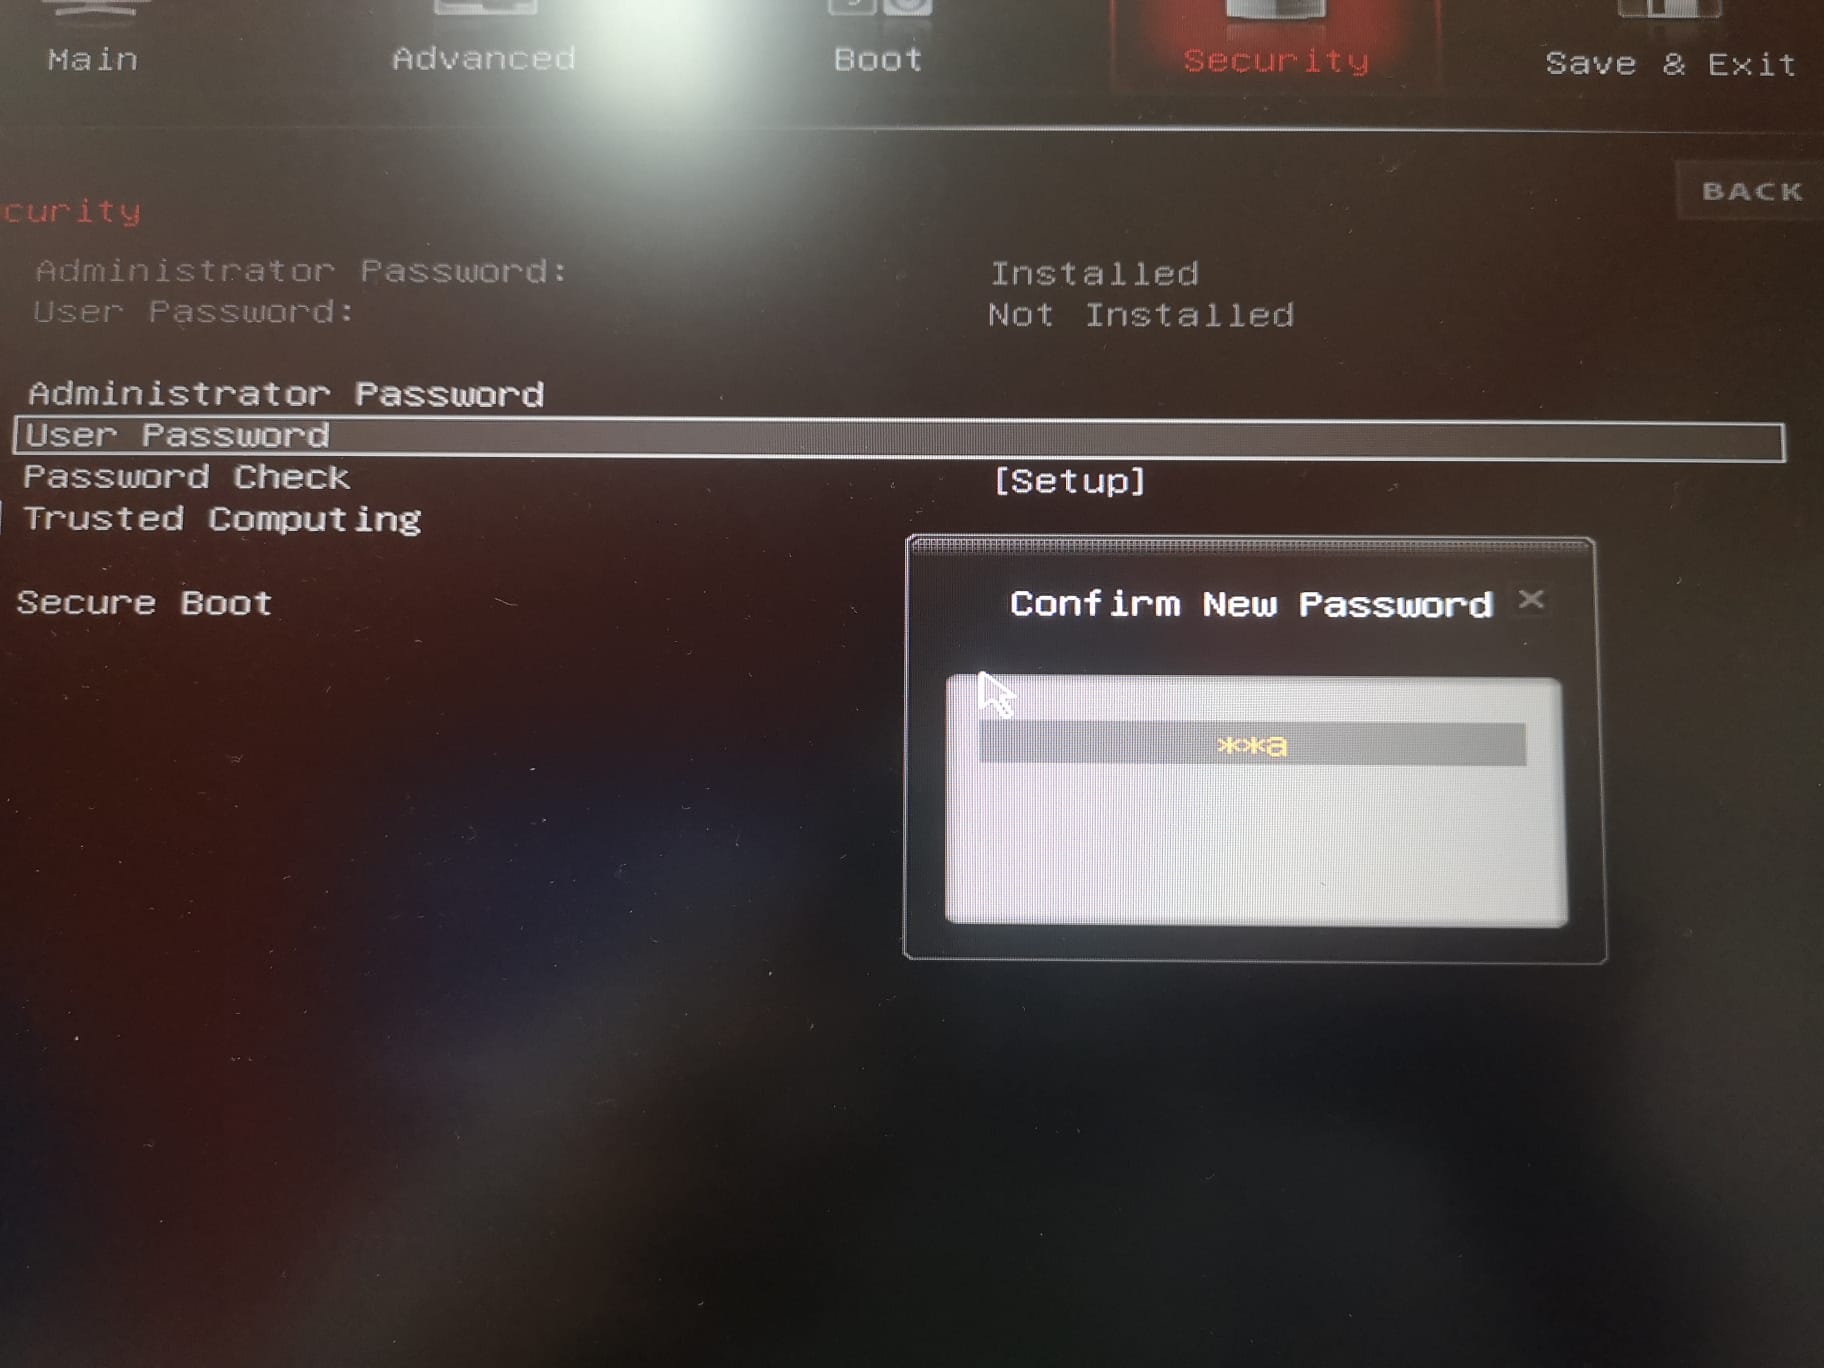 Main Advanced Boot Security Save & Exit
BACK
curity
Administrator Password: Installed
User Password: Not Installed
Administrator Password
User Password
Password Check [Setup]
Trusted Computing
Secure Boot
Confirm New Password ×
**a